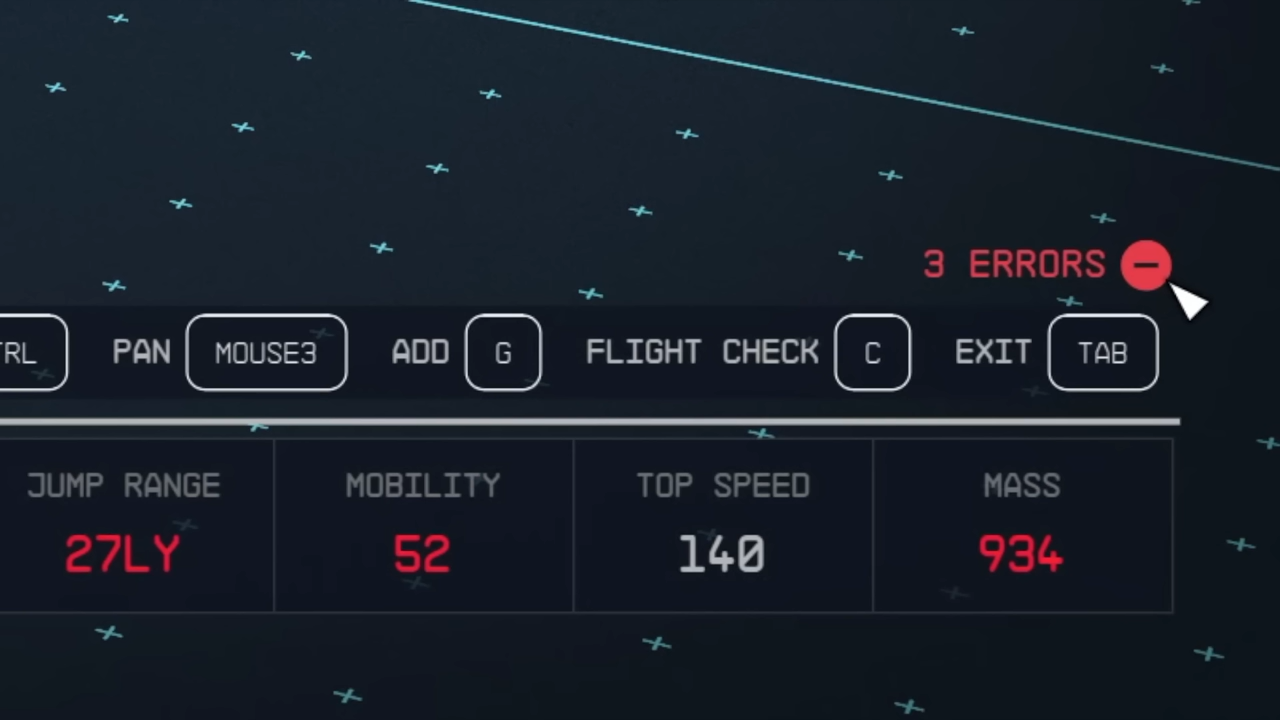 3 ERRORS
PAN MOUSE3 ADD G FLIGHT CHECK C EXIT TAB
JUMP RANGE MOBILITY TOP SPEED MASS
27LY 52 140 934